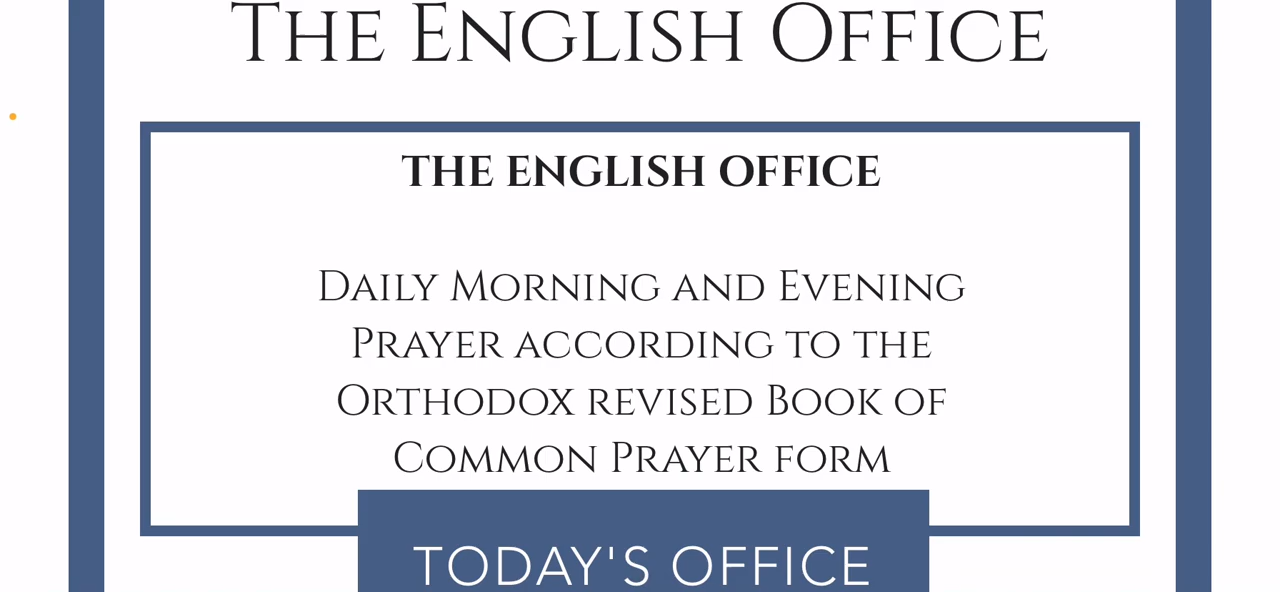 The English Office
THE ENGLISH OFFICE
Daily Morning and Evening
Prayer according to the
Orthodox revised Book of
Common Prayer form
TODAY'S OFFICE